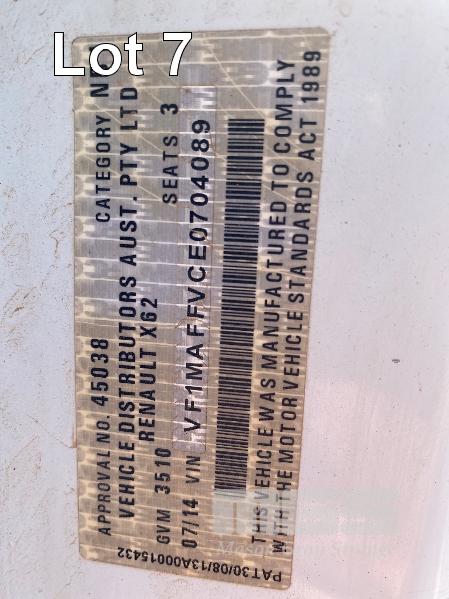 Lot 7
APPROVAL NO. 45038 CATEGORY
VEHICLE DISTRIBUTORS AUST. PTY LTD
RENAULT X62
GVM 3510 SEATS 3
07/14 VIN VF1MAFFVCE0704089
THIS VEHICLE WAS MANUFACTURED TO COMPLY
WITH THE MOTOR VEHICLE STANDARDS ACT 1989
PAT30/08/13A00015432